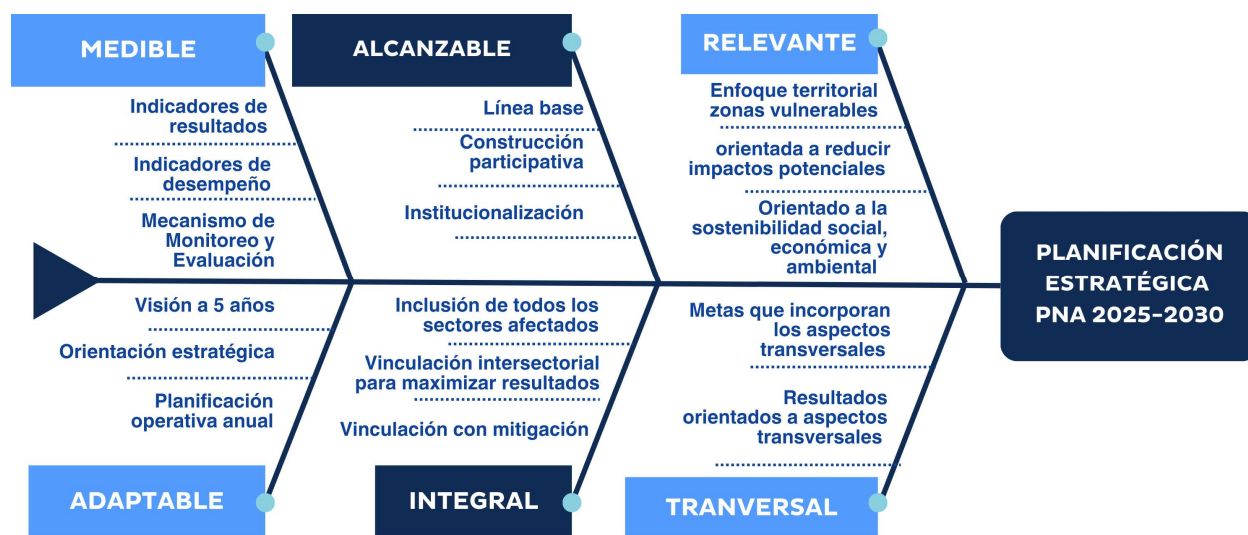 MEDIBLE
Indicadores de
resultados
Indicadores de
desempeño
Mecanismo de
Monitoreo y
Evaluación
ALCANZABLE
Línea base
Construcción
participativa
Institucionalización
RELEVANTE
Enfoque territorial
zonas vulnerables
orientada a reducir
impactos potenciales
Orientado a la
sostenibilidad social,
económica y
ambiental
PLANIFICACIÓN
ESTRATÉGICA
PNA 2025-2030
Visión a 5 años
Orientación estratégica
Planificación
operativa anual
ADAPTABLE
Inclusión de todos los
sectores afectados
Vinculación intersectorial
para maximizar resultados
Vinculación con mitigación
INTEGRAL
Metas que incorporan
los aspectos
transversales
Resultados
orientados a aspectos
transversales
TRANVERSAL